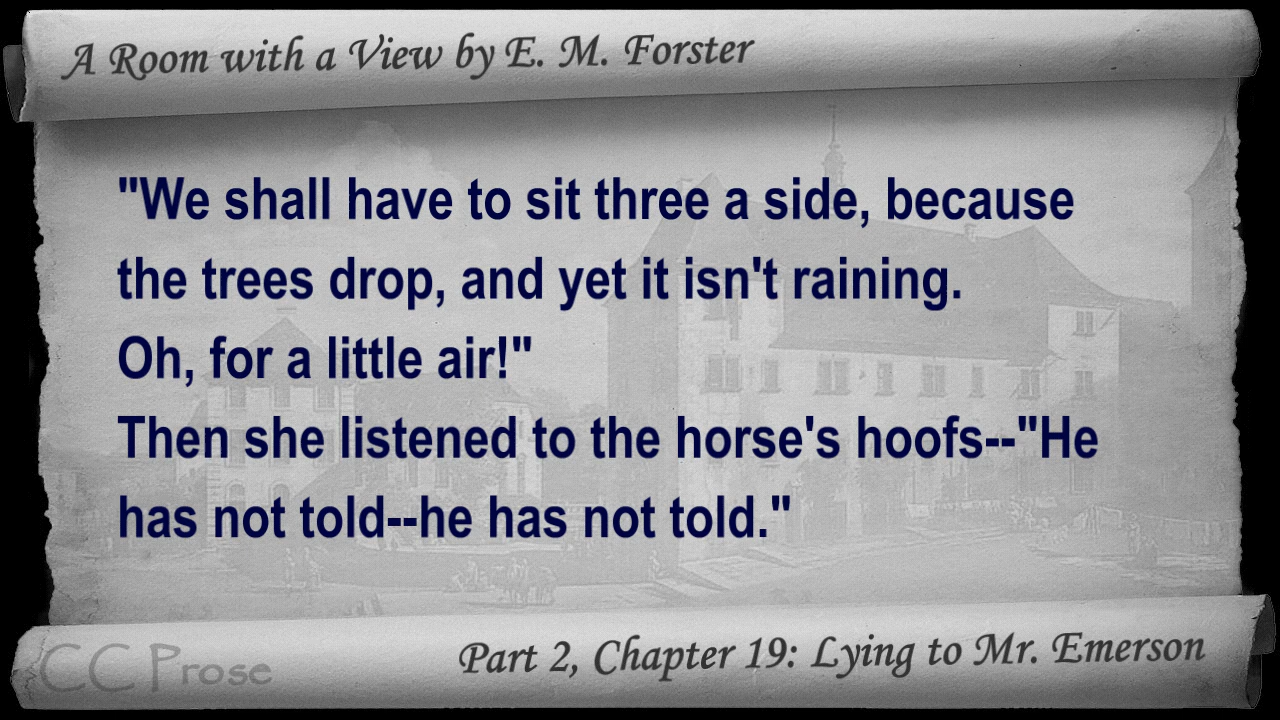 A Room with a View by E. M. Forster
"We shall have to sit three a side, because
the trees drop, and yet it isn't raining.
Oh, for a little air!"
Then she listened to the horse's hoofs--"He
has not told--he has not told."
CC Prose
Part 2, Chapter 19: Lying to Mr. Emerson